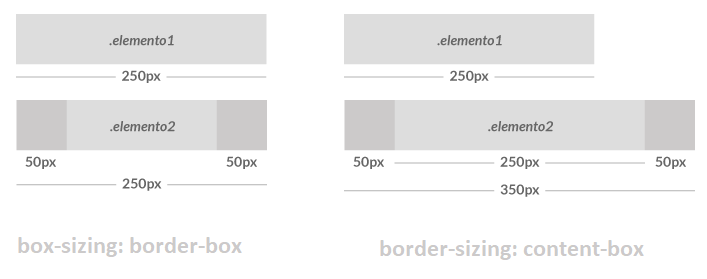 .elemento1
250px
.elemento2
50px
50px
250px
box-sizing: border-box
.elemento1
250px
.elemento2
50px
250px
50px
350px
border-sizing: content-box